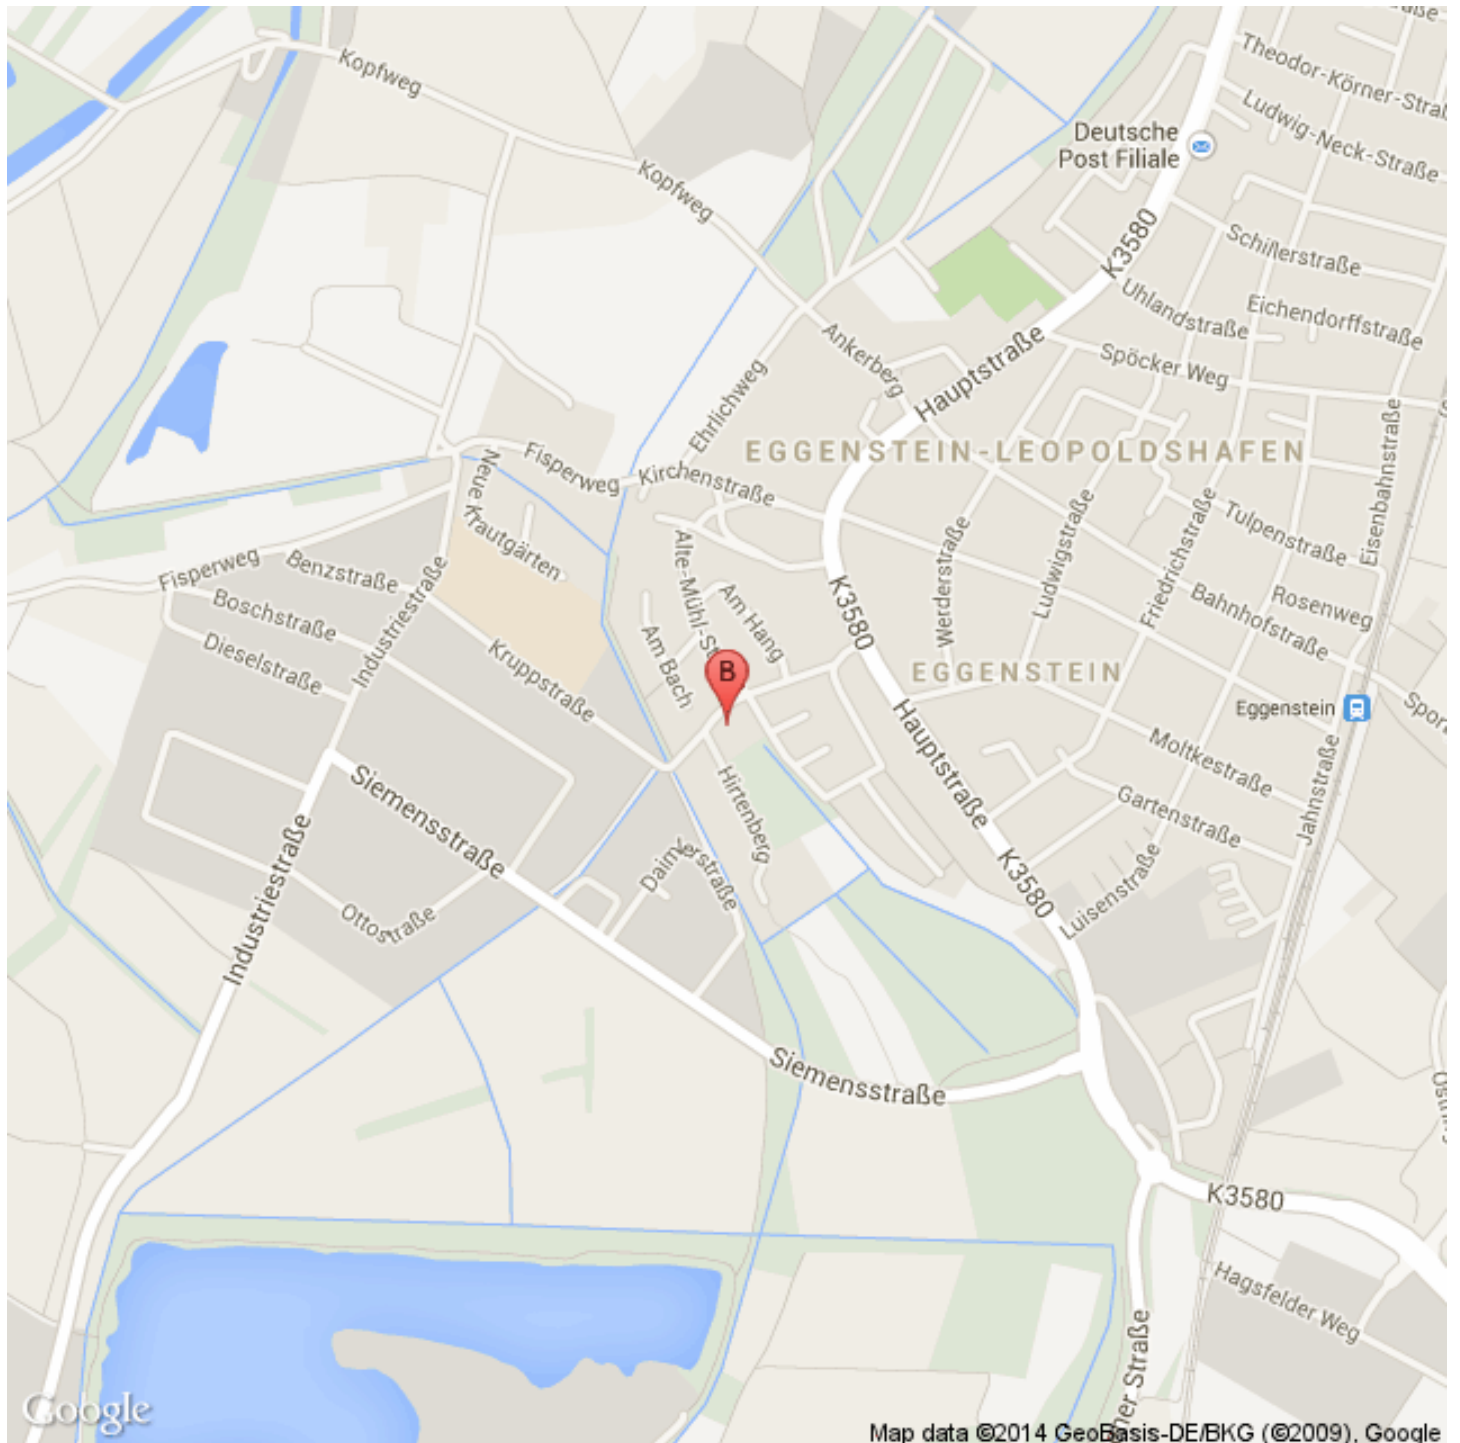 Kopfweg
Theodor-Körner-Straß
Ludwig-Neck-Straße
Deutsche
Post Filiale
Kopfweg
K3580
Schillerstraße
Uhlandstraße
Eichendorffstraße
Ankerberg
Hauptstraße
Spöcker Weg
Ehrlichweg
EGGENSTEIN-LEOPOLDSHAFEN
Fisperweg
Kirchenstraße
Neue Krautgärten
Eisenbahnstraße
Tulpenstraße
Ludwigstraße
Friedrichstraße
Werderstraße
Fisperweg
Benzstraße
Boschstraße
Dieselstraße
Industriestraße
Alte-Mühl-St
Am Hang
Am Bach
K3580
Rosenweg
Bahnhofstraße
Kruppstraße
B
EGGENSTEIN
Eggenstein
Hauptstraße
Moltkestraße
Gartenstraße
Jahnstraße
Hirtenberg
Siemensstraße
Daimlerstraße
K3580
Luisenstraße
Ottostraße
Industriestraße
Siemensstraße
K3580
Hagsfelder Weg
ner Straße
Google
Map data ©2014 GeoBasis-DE/BKG (©2009), Google